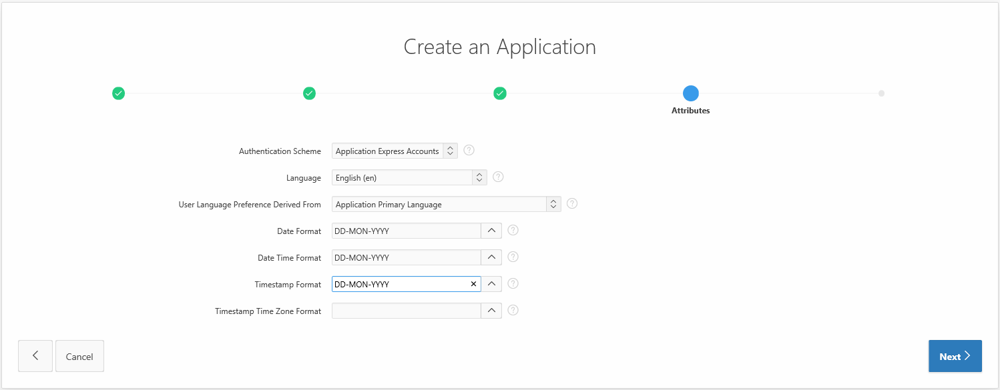 Create an Application
Attributes
Authentication Scheme Application Express Accounts ?
Language English (en) ?
User Language Preference Derived From Application Primary Language ?
Date Format DD-MON-YYYY ?
Date Time Format DD-MON-YYYY ?
Timestamp Format DD-MON-YYYY ?
Timestamp Time Zone Format ?
Cancel Next